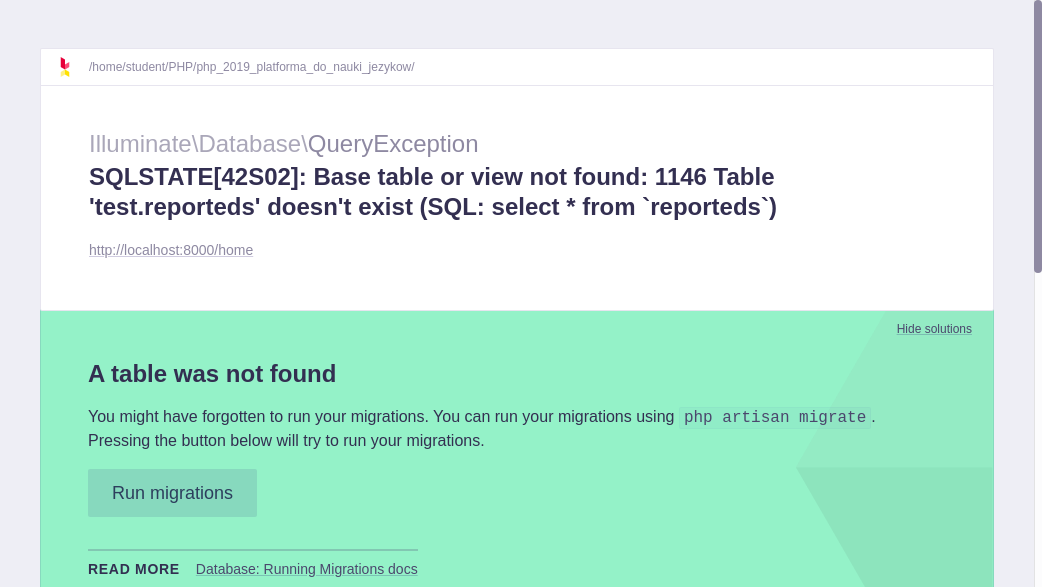 /home/student/PHP/php_2019_platforma_do_nauki_jezykow/
Illuminate\Database\QueryException
SQLSTATE[42S02]: Base table or view not found: 1146 Table
'test.reporteds' doesn't exist (SQL: select * from `reporteds`)
http://localhost:8000/home
Hide solutions
A table was not found
You might have forgotten to run your migrations. You can run your migrations using php artisan migrate.
Pressing the button below will try to run your migrations.
Run migrations
READ MORE Database: Running Migrations docs